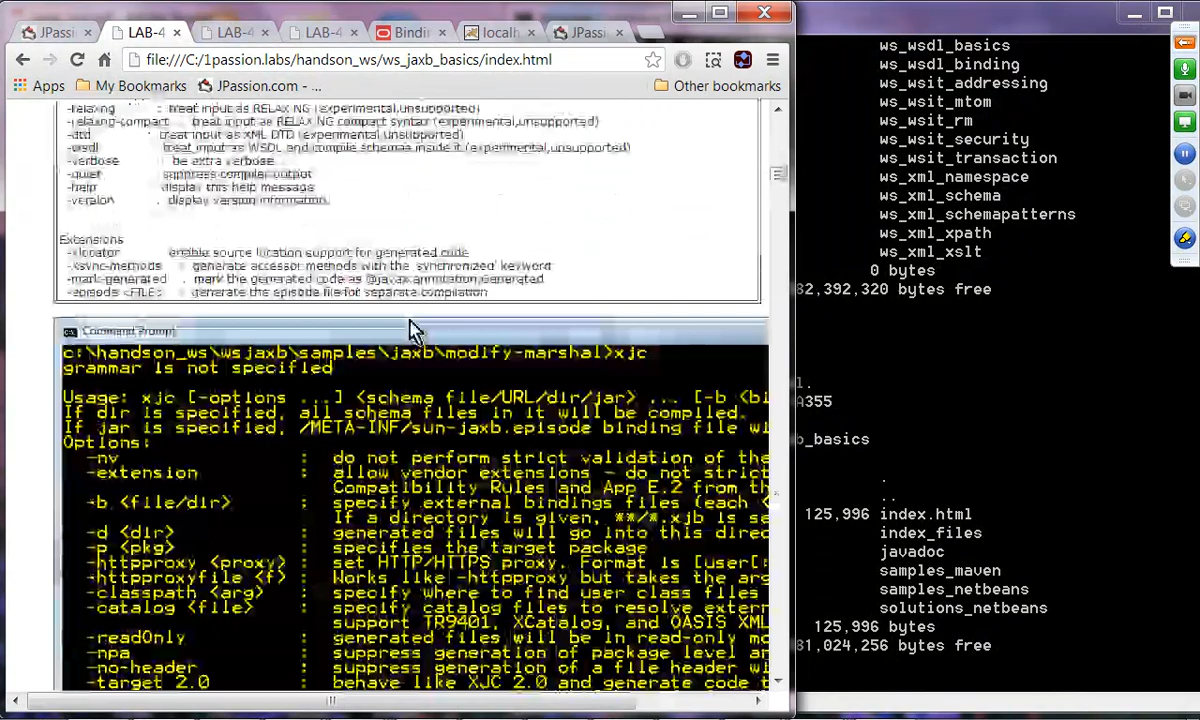 JPassi
LAB-4
LAB-4
LAB-4
Bindir
localh
JPassi
file:///C:/1passion.labs/handson_ws/ws_jaxb_basics/index.html
Apps
My Bookmarks
JPassion.com - ...
Other bookmarks
-relaxing : treat input as RELAX NG (experimental,unsupported)
-relaxing-compact : treat input as RELAX NG compact syntax (experimental,unsupported)
-dtd : treat input as XML DTD (experimental,unsupported)
-wsdl : treat input as WSDL and compile schemas inside it (experimental,unsupported)
-verbose : be extra verbose
-quiet : suppress compiler output
-help : display this help message
-version : display version information
Extensions
-Xlocator : enable source location support for generated code
-Xsync-methods : generate accessor methods with the 'synchronized' keyword
-mark-generated : mark the generated code as @javax.annotation.Generated
-episode <FILE> : generate the episode file for separate compilation
Command Prompt
c:\handson_ws\wsjaxb\samples\jaxb\modify-marshal>xjc
grammar is not specified
Usage: xjc [-options ...] <schema file/URL/dir/jar> ... [-b <bi
If dir is specified, all schema files in it will be compiled.
If jar is specified, /META-INF/sun-jaxb.episode binding file wi
Options:
-nv : do not perform strict validation of the
-extension : allow vendor extensions - do not strict
Compatibility Rules and App E.2 from the
-b <file/dir> : specify external bindings files (each <
If a directory is given, **/*.xjb is se
-d <dir> : generated files will go into this direc
-p <pkg> : specifies the target package
-httpproxy <proxy> : set HTTP/HTTPS proxy. Format is [user[:
-httpproxyfile <f> : Works like -httpproxy but takes the arg
-classpath <arg> : specify where to find user class files
-catalog <file> : specify catalog files to resolve extern
support TR9401, XCatalog, and OASIS XML
-readOnly : generated files will be in read-only mo
-npa : suppress generation of package level an
-no-header : suppress generation of a file header wi
-target 2.0 : behave like XJC 2.0 and generate code t
ws_wsdl_basics
ws_wsdl_binding
ws_wsit_addressing
ws_wsit_mtom
ws_wsit_rm
ws_wsit_security
ws_wsit_transaction
ws_xml_namespace
ws_xml_schema
ws_xml_schemapatterns
ws_xml_xpath
ws_xml_xslt
0 bytes
82,392,320 bytes free
l.
A355
b_basics
.
..
125,996 index.html
index_files
javadoc
samples_maven
samples_netbeans
solutions_netbeans
125,996 bytes
81,024,256 bytes free